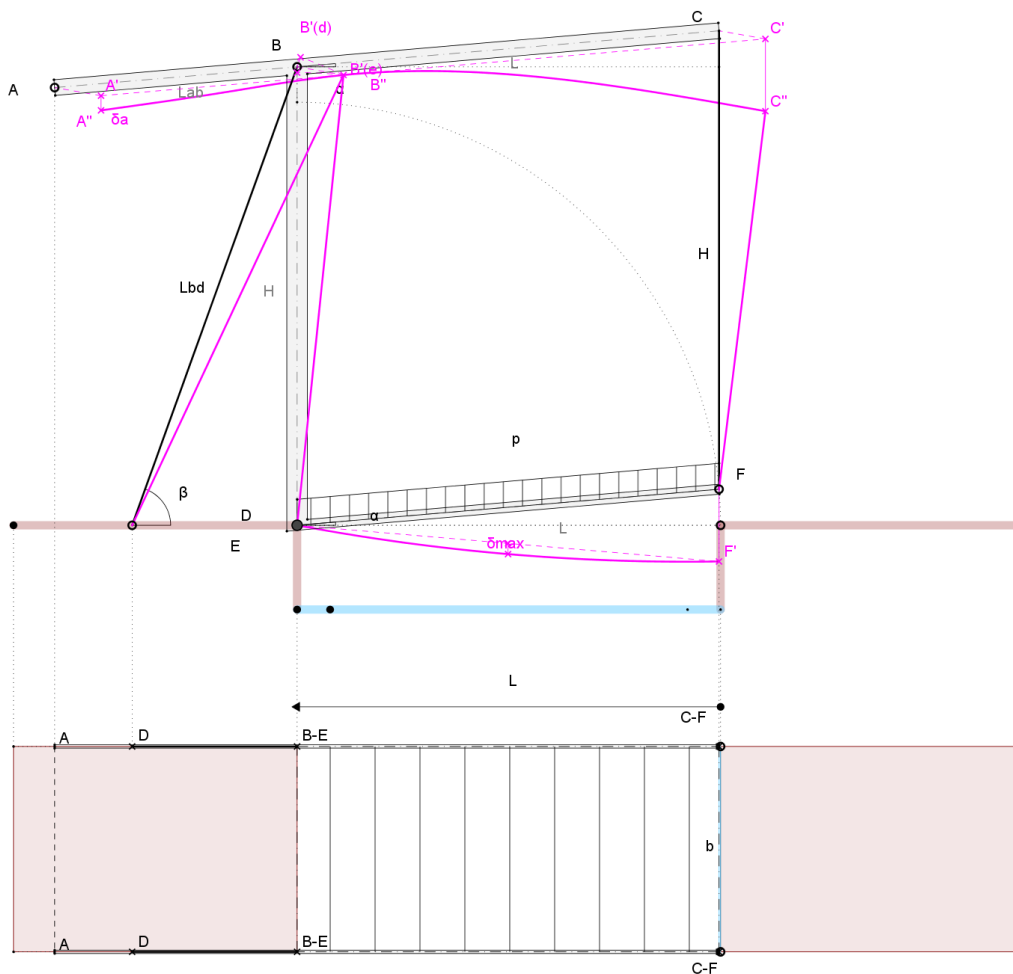 C
B'(d)
C'
B
L
B'(e)
A
A'
Lab
B''
α
A''
δa
C''
H
Lbd
H
p
F
β
D
α
L
E
δmax
F'
L
C-F
A
D
B-E
b
A
D
B-E
C-F